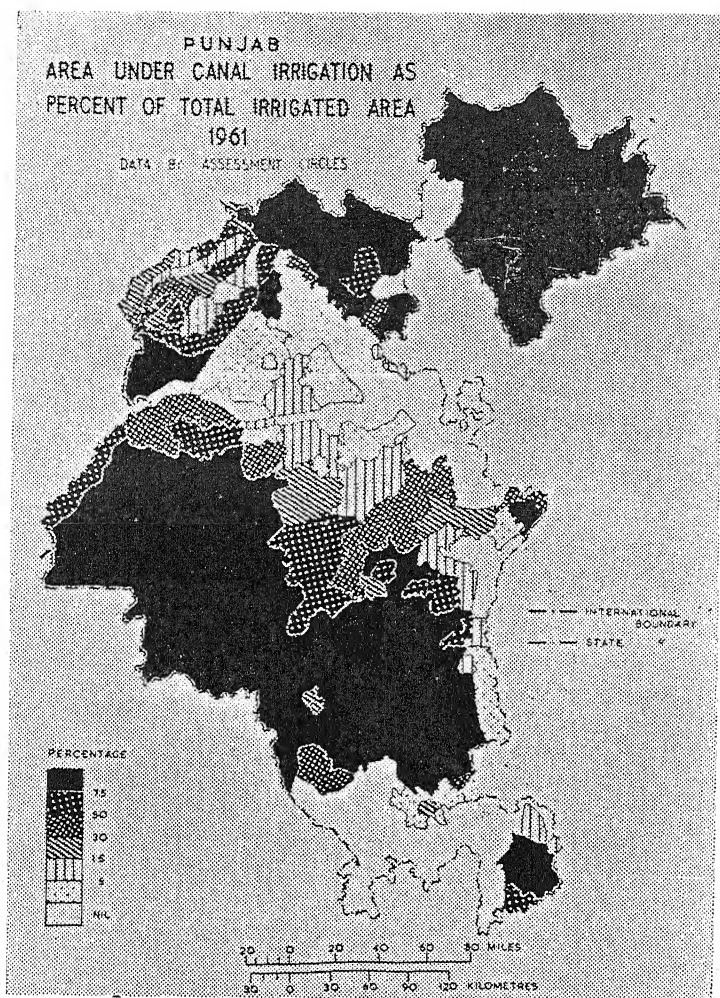 PUNJAB
AREA UNDER CANAL IRRIGATION AS
PERCENT OF TOTAL IRRIGATED AREA
1961
DATA BY ASSESSMENT CIRCLES
INTERNATIONAL
BOUNDARY
STATE "
PERCENTAGE
75
50
30
15
5
NIL
20 0 20 40 60 80 MILES
30 0 30 60 90 120 KILOMETRES